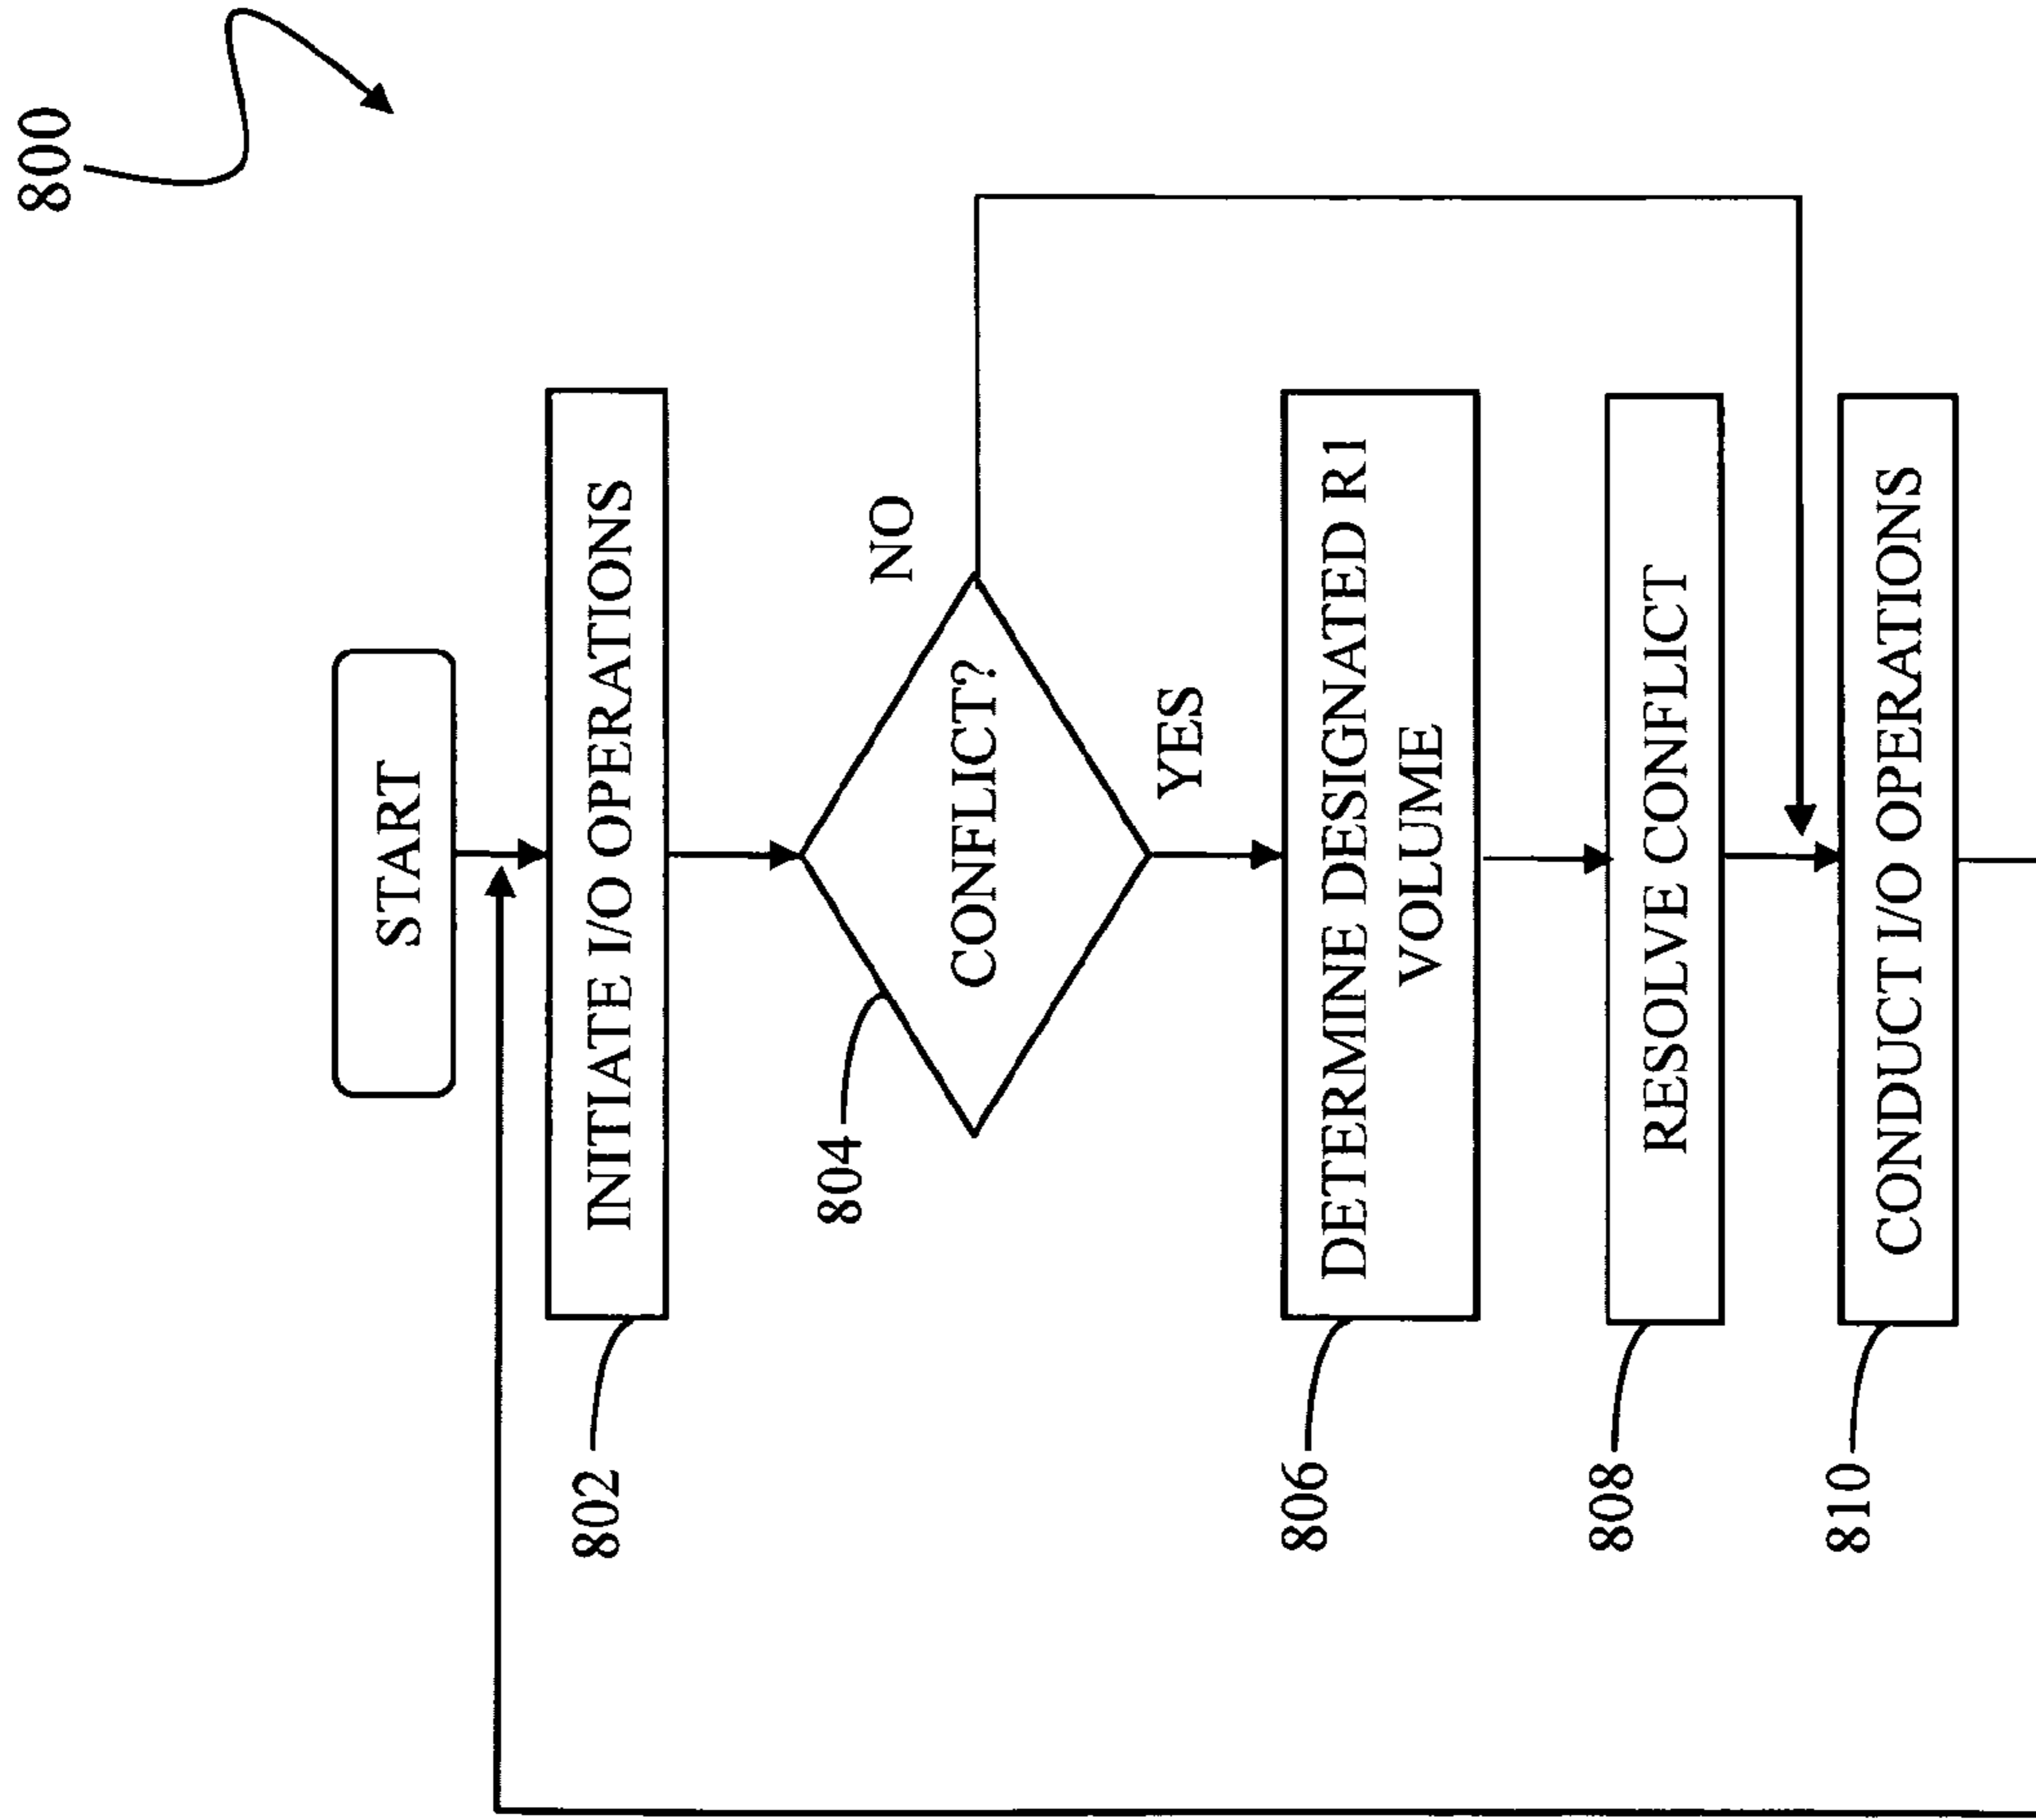 800
START
INITIATE I/O OPERATIONS
802
NO
CONFLICT?
804
YES
DETERMINE DESIGNATED R1
VOLUME
806
RESOLVE CONFLICT
808
CONDUCT I/O OPERATIONS
810